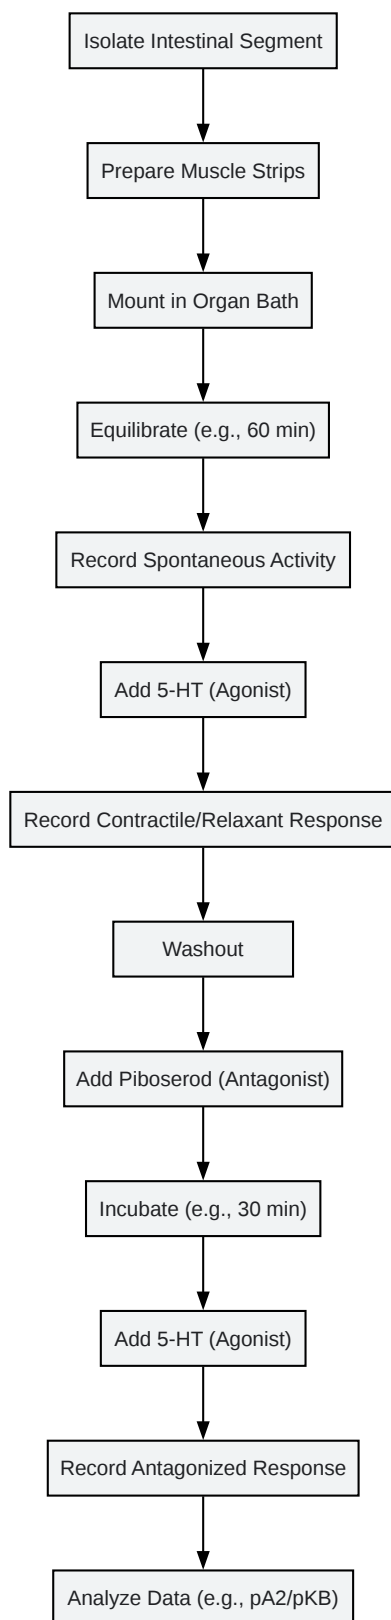 Isolate Intestinal Segment
Prepare Muscle Strips
Mount in Organ Bath
Equilibrate (e.g., 60 min)
Record Spontaneous Activity
Add 5-HT (Agonist)
Record Contractile/Relaxant Response
Washout
Add Piboserod (Antagonist)
Incubate (e.g., 30 min)
Add 5-HT (Agonist)
Record Antagonized Response
Analyze Data (e.g., pA2/pKB)